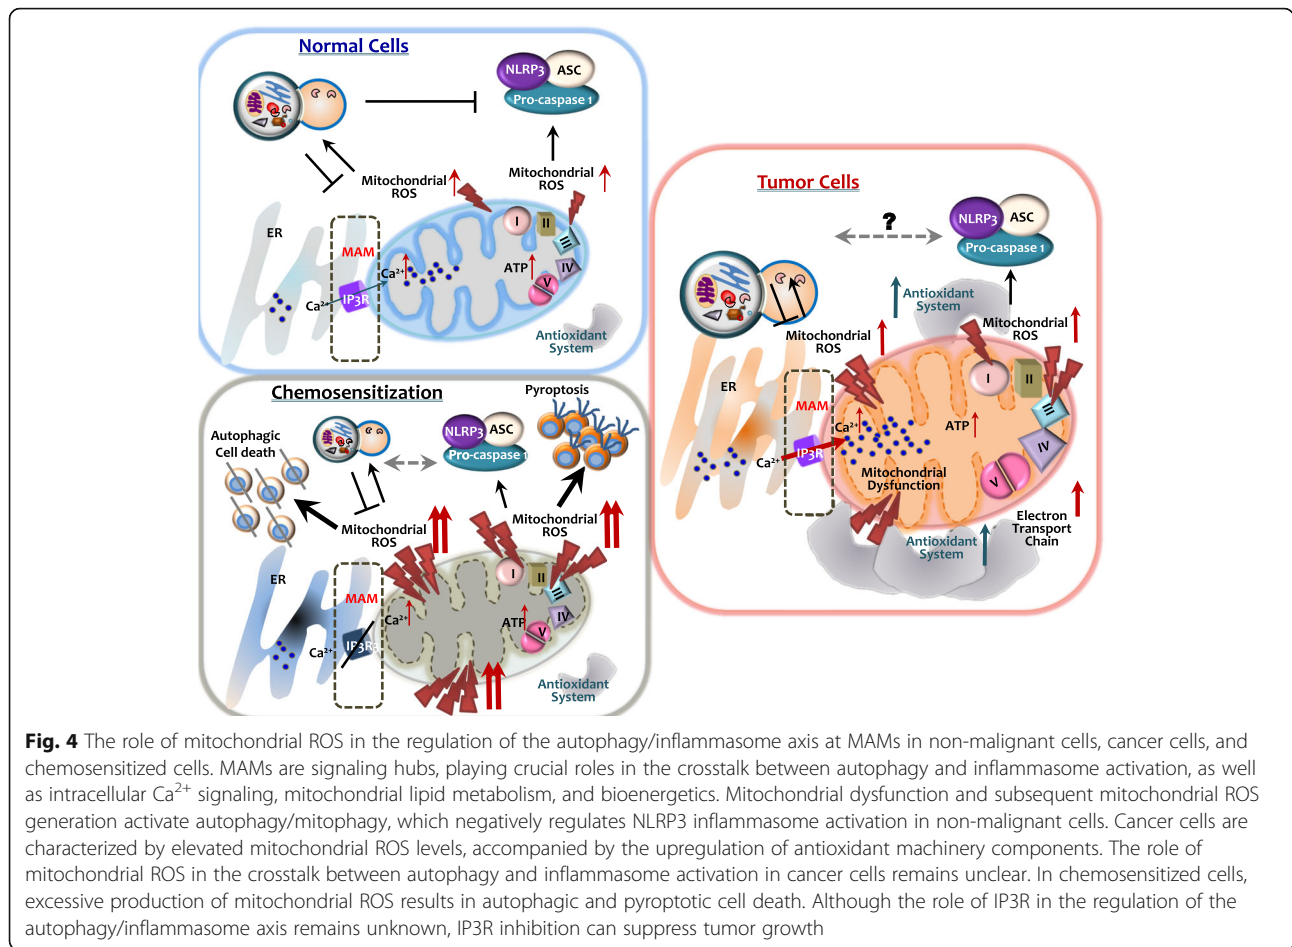 Normal Cells
NLRP3
ASC
Pro-caspase 1
Mitochondrial
ROS
Mitochondrial
ROS
ER
MAM
Ca2+
IP3R
Ca2+
ATP
I
II
III
IV
V
Antioxidant
System
Tumor Cells
?
NLRP3
ASC
Pro-caspase 1
Antioxidant
System
Mitochondrial
ROS
Mitochondrial
ROS
ER
MAM
Ca2+
IP3R
Ca2+
ATP
I
II
III
IV
V
Mitochondrial
Dysfunction
Antioxidant
System
Electron
Transport
Chain
Chemosensitization
Pyroptosis
Autophagic
Cell death
NLRP3
ASC
Pro-caspase 1
Mitochondrial
ROS
Mitochondrial
ROS
ER
MAM
Ca2+
IP3R
Ca2+
ATP
I
II
III
IV
V
Antioxidant
System
Fig. 4 The role of mitochondrial ROS in the regulation of the autophagy/inflammasome axis at MAMs in non-malignant cells, cancer cells, and
chemosensitized cells. MAMs are signaling hubs, playing crucial roles in the crosstalk between autophagy and inflammasome activation, as well
as intracellular Ca2+ signaling, mitochondrial lipid metabolism, and bioenergetics. Mitochondrial dysfunction and subsequent mitochondrial ROS
generation activate autophagy/mitophagy, which negatively regulates NLRP3 inflammasome activation in non-malignant cells. Cancer cells are
characterized by elevated mitochondrial ROS levels, accompanied by the upregulation of antioxidant machinery components. The role of
mitochondrial ROS in the crosstalk between autophagy and inflammasome activation in cancer cells remains unclear. In chemosensitized cells,
excessive production of mitochondrial ROS results in autophagic and pyroptotic cell death. Although the role of IP3R in the regulation of the
autophagy/inflammasome axis remains unknown, IP3R inhibition can suppress tumor growth